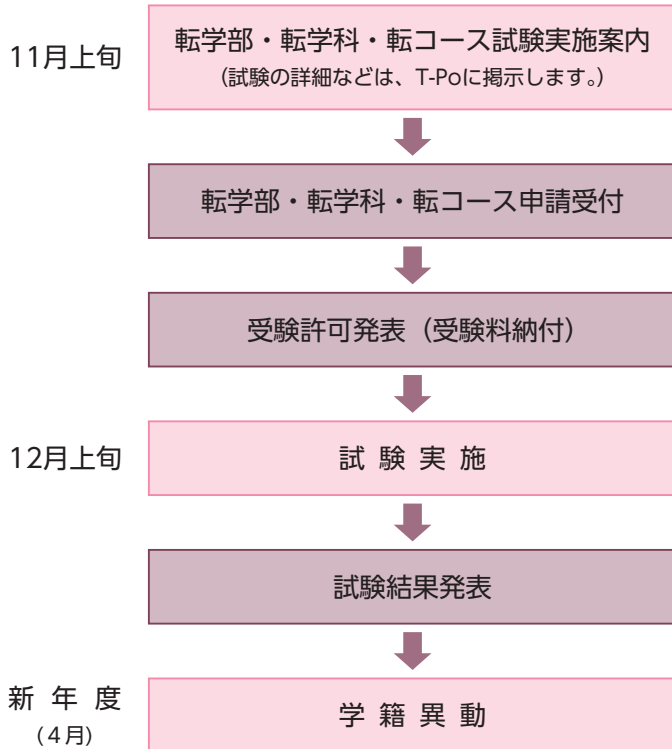 11月上旬
転学部・転学科・転コース試験実施案内
（試験の詳細などは、T-Poに掲示します。）
転学部・転学科・転コース申請受付
受験許可発表（受験料納付）
12月上旬
試 験 実 施
試験結果発表
新 年 度
（4月）
学 籍 異 動